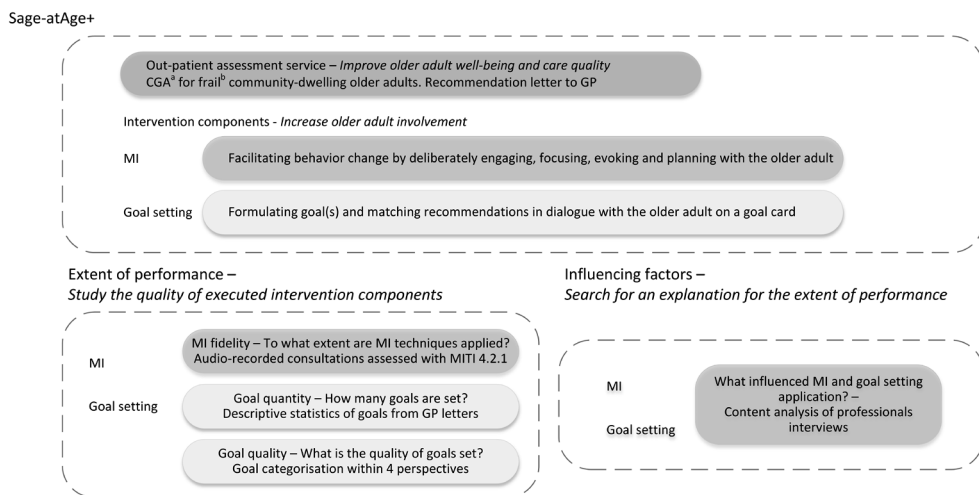 Sage-atAge+
Out-patient assessment service – Improve older adult well-being and care quality
CGAᵃ for frailᵇ community-dwelling older adults. Recommendation letter to GP
Intervention components - Increase older adult involvement
MI
Facilitating behavior change by deliberately engaging, focusing, evoking and planning with the older adult
Goal setting
Formulating goal(s) and matching recommendations in dialogue with the older adult on a goal card
Extent of performance –
Study the quality of executed intervention components
MI
MI fidelity – To what extent are MI techniques applied?
Audio-recorded consultations assessed with MITI 4.2.1
Goal setting
Goal quantity – How many goals are set?
Descriptive statistics of goals from GP letters
Goal quality – What is the quality of goals set?
Goal categorisation within 4 perspectives
Influencing factors –
Search for an explanation for the extent of performance
MI
Goal setting
What influenced MI and goal setting
application? –
Content analysis of professionals
interviews